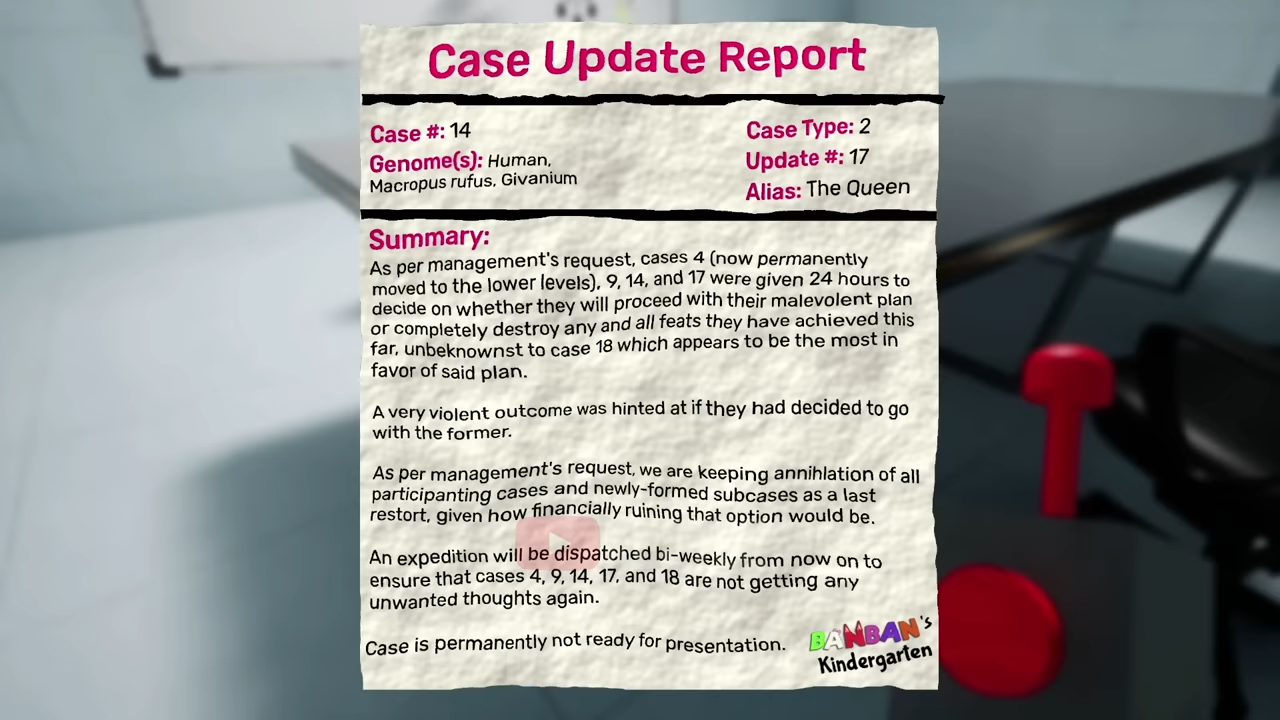 Case Update Report
Case #: 14
Case Type: 2
Genome(s): Human,
Macropus rufus, Givanium
Update #: 17
Alias: The Queen
Summary:
As per management's request, cases 4 (now permanently
moved to the lower levels), 9, 14, and 17 were given 24 hours to
decide on whether they will proceed with their malevolent plan
or completely destroy any and all feats they have achieved this
far, unbeknownst to case 18 which appears to be the most in
favor of said plan.
A very violent outcome was hinted at if they had decided to go
with the former.
As per management's request, we are keeping annihlation of all
participanting cases and newly-formed subcases as a last
restort, given how financially ruining that option would be.
An expedition will be dispatched bi-weekly from now on to
ensure that cases 4, 9, 14, 17, and 18 are not getting any
unwanted thoughts again.
Case is permanently not ready for presentation.
BANBAN's
Kindergarten